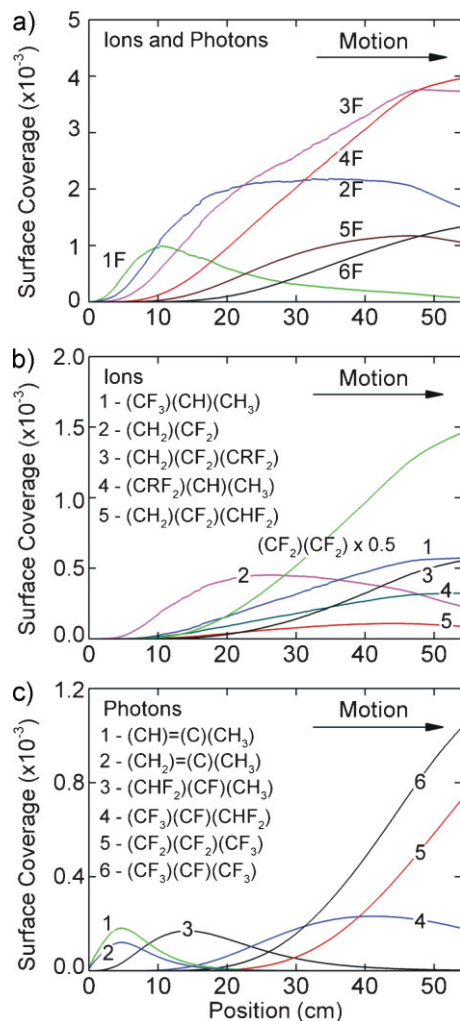 a)
Ions and Photons
Motion
Surface Coverage (x10⁻³)
5
4
3
2
1
0
3F
4F
2F
1F
5F
6F
0 10 20 30 40 50
b)
Ions
Motion
1 - (CF₃)(CH)(CH₃)
2 - (CH₂)(CF₂)
3 - (CH₂)(CF₂)(CRF₂)
4 - (CRF₂)(CH)(CH₃)
5 - (CH₂)(CF₂)(CHF₂)
Surface Coverage (x10⁻³)
2.0
1.5
1.0
0.5
0.0
(CF₂)(CF₂) x 0.5
1
2
3
4
5
0 10 20 30 40 50
c)
Photons
Motion
1 - (CH)=(C)(CH₃)
2 - (CH₂)=(C)(CH₃)
3 - (CHF₂)(CF)(CH₃)
4 - (CF₃)(CF)(CHF₂)
5 - (CF₂)(CF₂)(CF₃)
6 - (CF₃)(CF)(CF₃)
Surface Coverage (x10⁻³)
1.2
0.8
0.4
0.0
6
5
1
3
4
2
0 10 20 30 40 50
Position (cm)